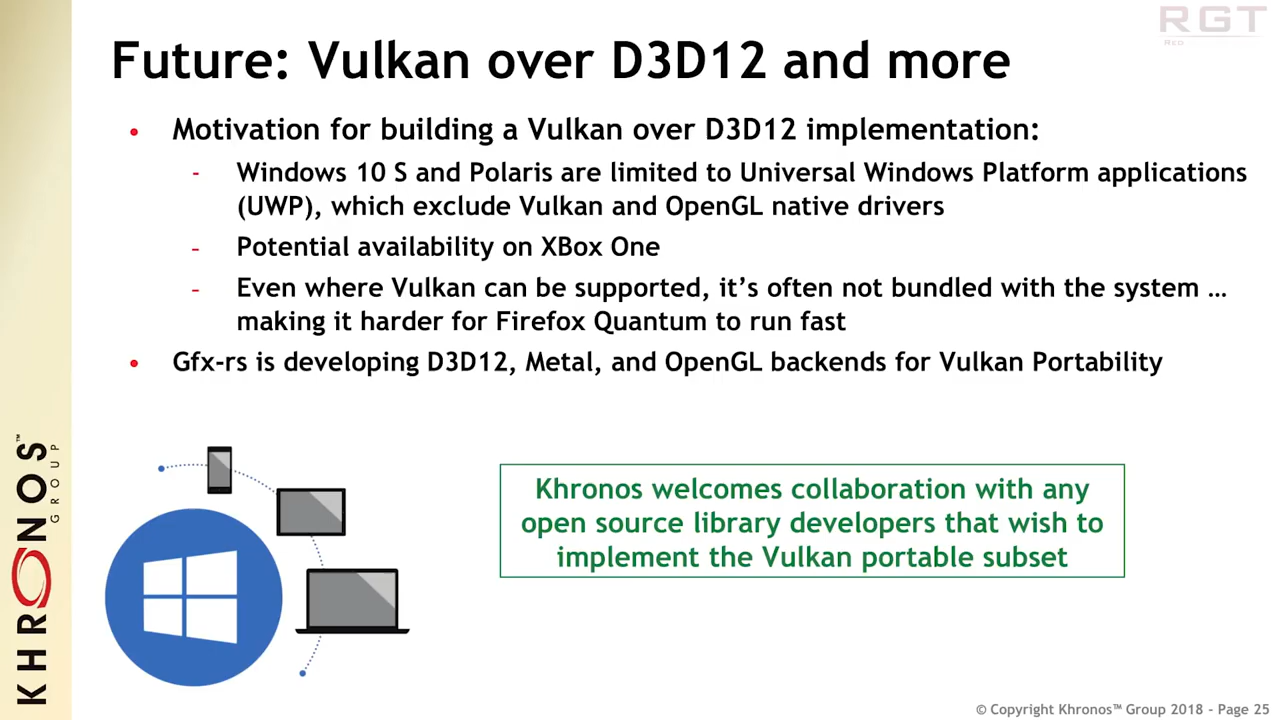 RGT
RED
Future: Vulkan over D3D12 and more
• Motivation for building a Vulkan over D3D12 implementation:
- Windows 10 S and Polaris are limited to Universal Windows Platform applications
(UWP), which exclude Vulkan and OpenGL native drivers
- Potential availability on XBox One
- Even where Vulkan can be supported, it's often not bundled with the system …
making it harder for Firefox Quantum to run fast
• Gfx-rs is developing D3D12, Metal, and OpenGL backends for Vulkan Portability
Khronos welcomes collaboration with any
open source library developers that wish to
implement the Vulkan portable subset
KHRONOS™
GROUP
© Copyright Khronos™ Group 2018 - Page 25